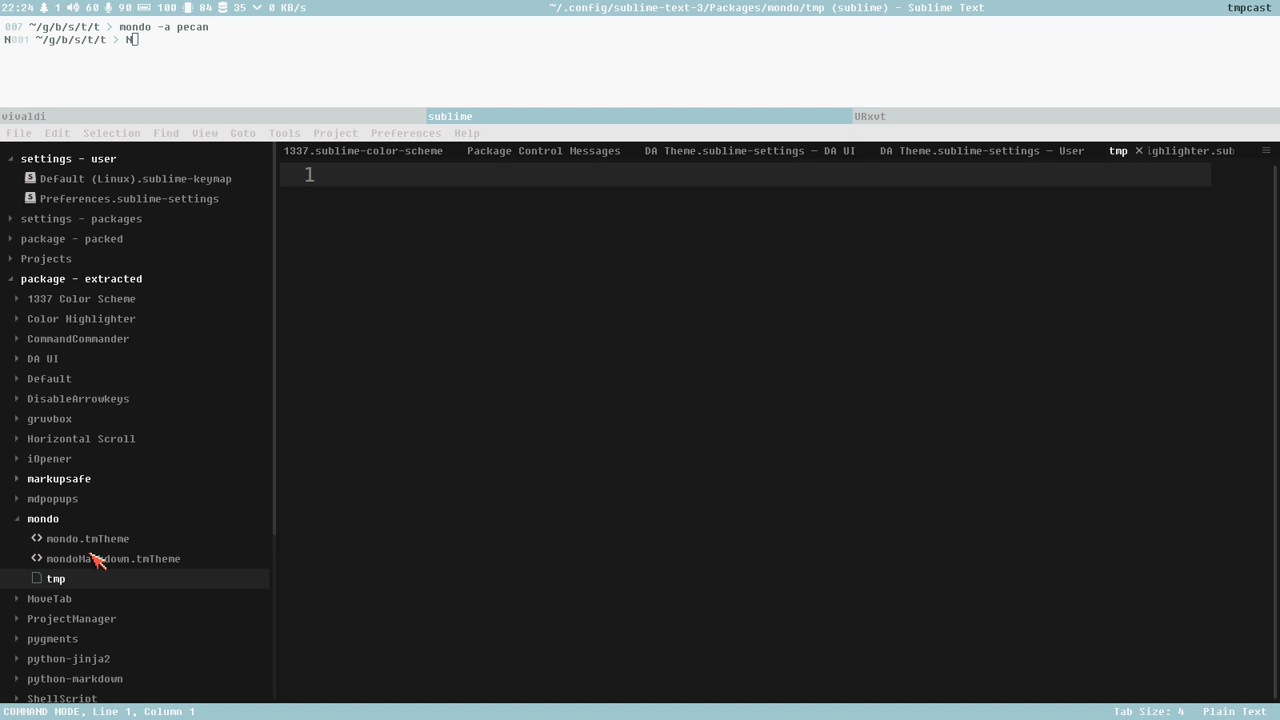 22:24 1 60 90 100 84 35 0 KB/s ~/.config/sublime-text-3/Packages/mondo/tmp (sublime) - Sublime Text tmpcast
007 ~/g/b/s/t/t > mondo -a pecan
N001 ~/g/b/s/t/t > N
vivaldi sublime URxvt
File Edit Selection Find View Goto Tools Project Preferences Help
1337.sublime-color-scheme Package Control Messages DA Theme.sublime-settings — DA UI DA Theme.sublime-settings — User tmp × ighlighter.sub
settings - user
Default (Linux).sublime-keymap
Preferences.sublime-settings
settings - packages
package - packed
Projects
package - extracted
1337 Color Scheme
Color Highlighter
CommandCommander
DA UI
Default
DisableArrowkeys
gruvbox
Horizontal Scroll
iOpener
markupsafe
mdpopups
mondo
mondo.tmTheme
mondoMarkdown.tmTheme
tmp
MoveTab
ProjectManager
pygments
python-jinja2
python-markdown
ShellScript
1
COMMAND MODE, Line 1, Column 1 Tab Size: 4 Plain Text